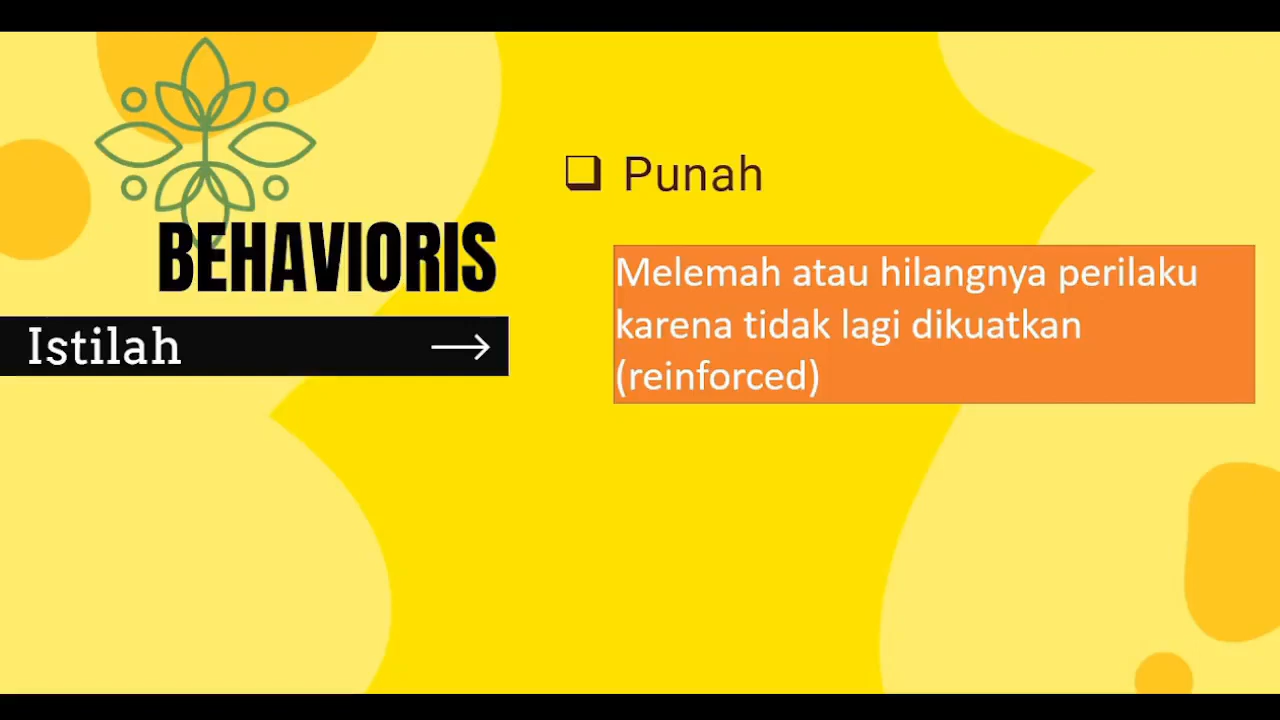 BEHAVIORIS
Istilah
Punah
Melemah atau hilangnya perilaku
karena tidak lagi dikuatkan
(reinforced)